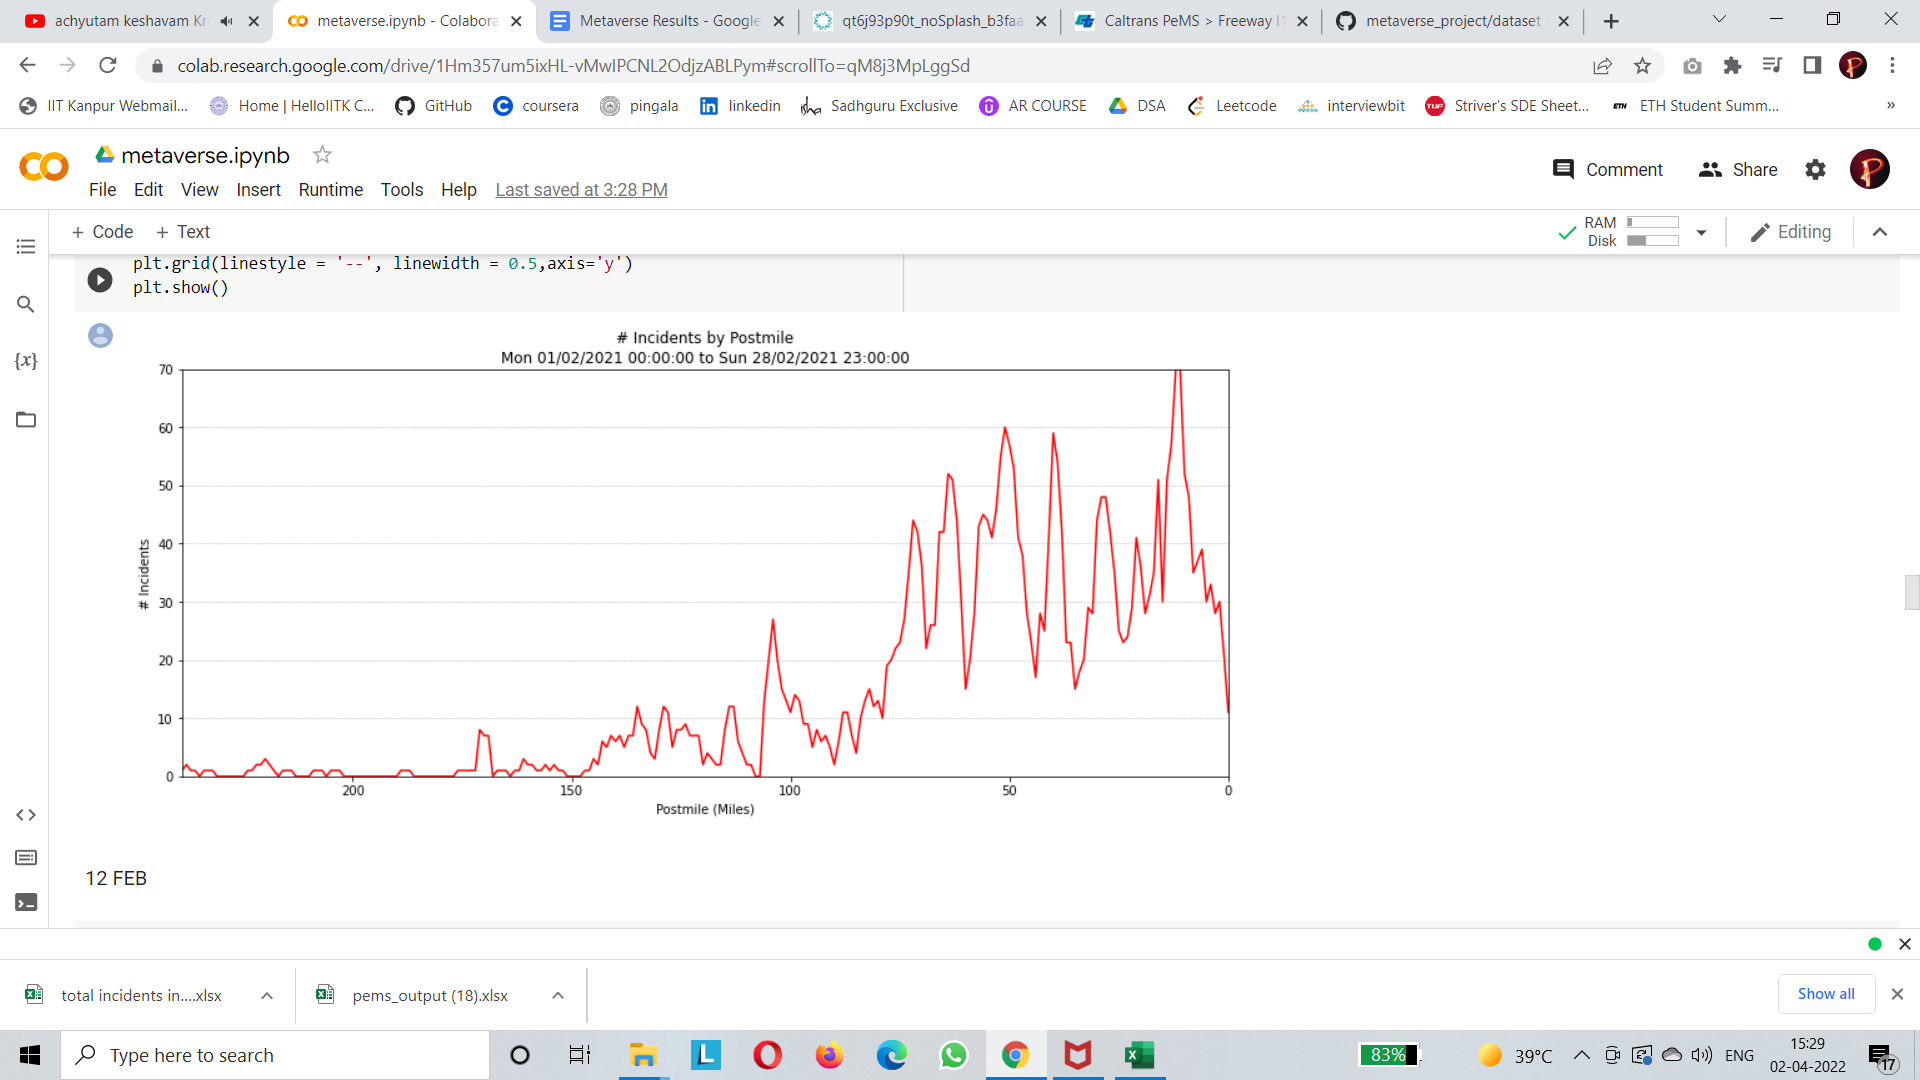 achyutam keshavam Kri
metaverse.ipynb - Colabora
Metaverse Results - Google
qt6j93p90t_noSplash_b3faa
Caltrans PeMS > Freeway I1
metaverse_project/dataset
colab.research.google.com/drive/1Hm357um5ixHL-vMwIPCNL2OdjzABLPym#scrollTo=qM8j3MpLggSd
IIT Kanpur Webmail...
Home | HelloIITK C...
GitHub
coursera
pingala
linkedin
Sadhguru Exclusive
AR COURSE
DSA
Leetcode
interviewbit
TUF
Striver's SDE Sheet...
ETH
ETH Student Summ...
»
metaverse.ipynb
Comment
Share
File Edit View Insert Runtime Tools Help Last saved at 3:28 PM
+ Code + Text
RAM
Disk
Editing
plt.grid(linestyle = '--', linewidth = 0.5,axis='y')
plt.show()
{x}
# Incidents by Postmile
Mon 01/02/2021 00:00:00 to Sun 28/02/2021 23:00:00
70
60
50
40
30
20
10
0
# Incidents
200 150 100 50 0
Postmile (Miles)
12 FEB
total incidents in....xlsx
pems_output (18).xlsx
Show all
Type here to search
L
83%
39°C
ENG
15:29
02-04-2022
17